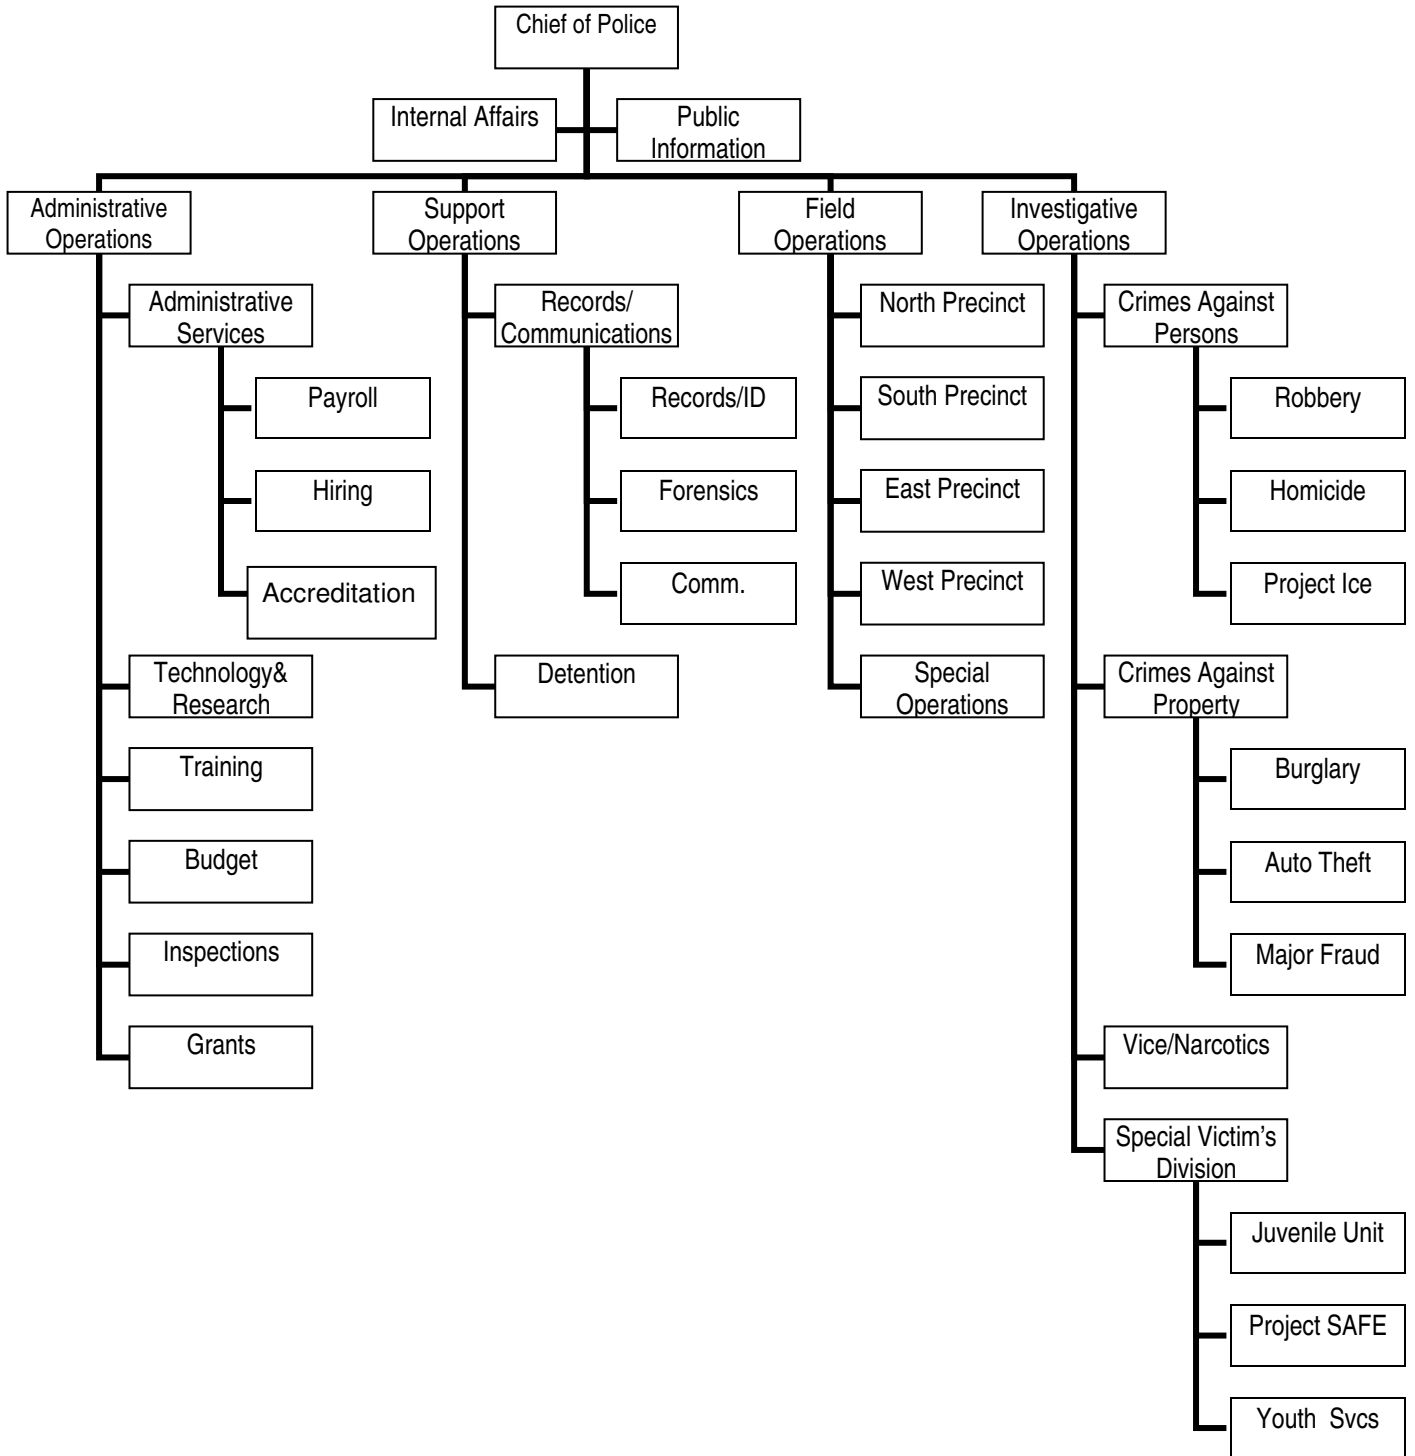 Chief of Police
Internal Affairs
Public
Information
Administrative
Operations
Support
Operations
Field
Operations
Investigative
Operations
Administrative
Services
Payroll
Hiring
Accreditation
Technology&
Research
Training
Budget
Inspections
Grants
Records/
Communications
Records/ID
Forensics
Comm.
Detention
North Precinct
South Precinct
East Precinct
West Precinct
Special
Operations
Crimes Against
Persons
Robbery
Homicide
Project Ice
Crimes Against
Property
Burglary
Auto Theft
Major Fraud
Vice/Narcotics
Special Victim's
Division
Juvenile Unit
Project SAFE
Youth Svcs